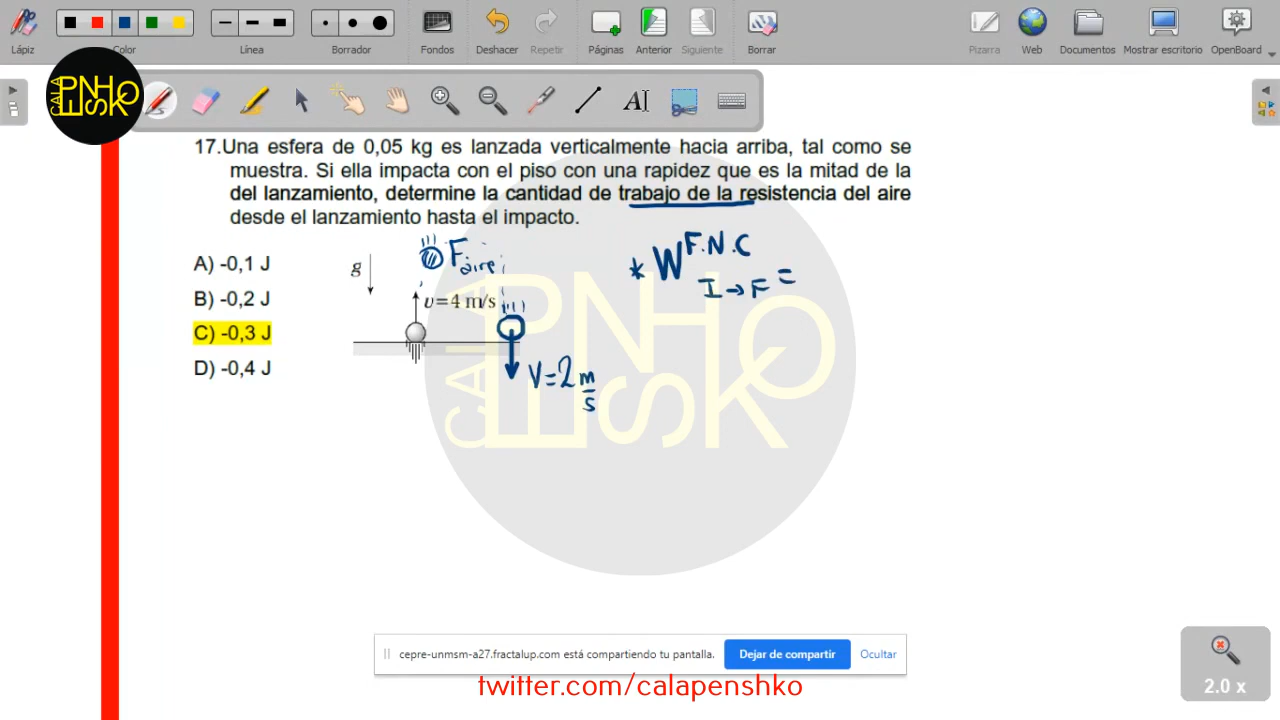 Lápiz Color Línea Borrador Fondos Deshacer Repetir Páginas Anterior Siguiente Borrar Pizarra Web Documentos Mostrar escritorio OpenBoard
CALA PENSHKO
17.Una esfera de 0,05 kg es lanzada verticalmente hacia arriba, tal como se
muestra. Si ella impacta con el piso con una rapidez que es la mitad de la
del lanzamiento, determine la cantidad de trabajo de la resistencia del aire
desde el lanzamiento hasta el impacto.
A) -0,1 J
B) -0,2 J
C) -0,3 J
D) -0,4 J
g
F aire
υ=4 m/s
V=2 m/s
* W F.N.C I→F =
CALA PENSHKO
cepre-unmsm-a27.fractalup.com está compartiendo tu pantalla. Dejar de compartir Ocultar
twitter.com/calapenshko
2.0 x